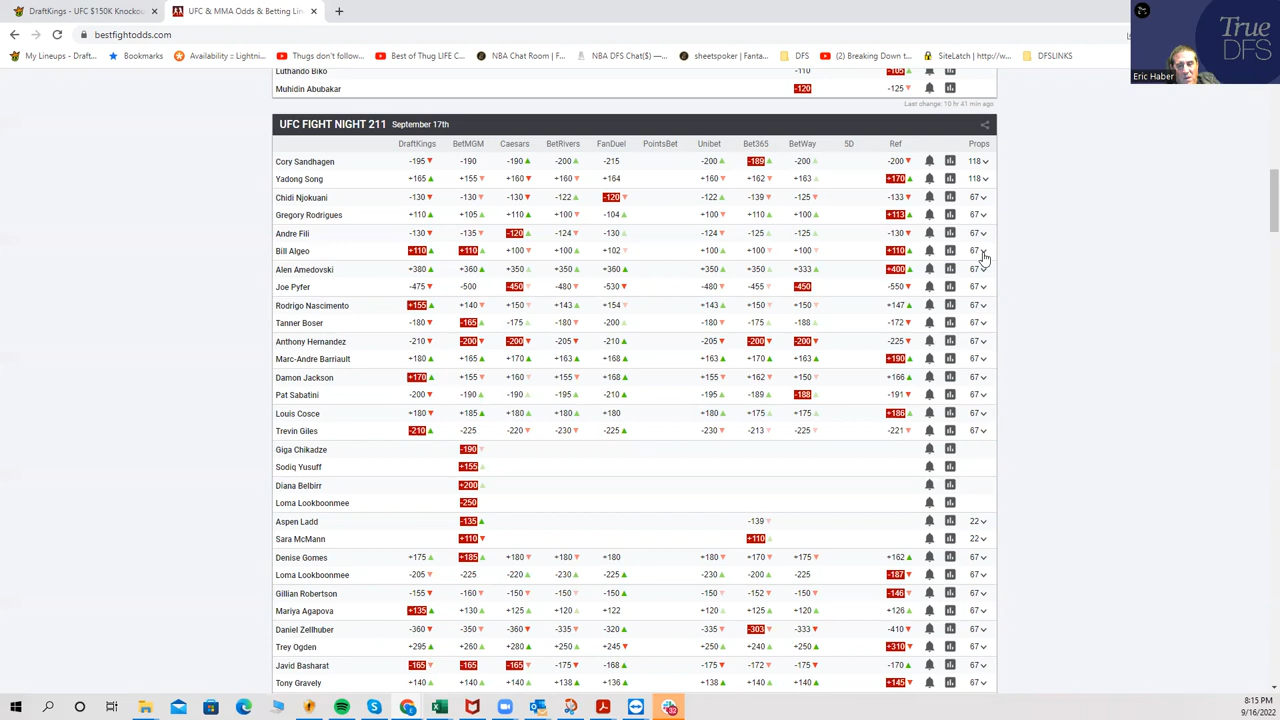 DraftKings - UFC $150K Knockou
UFC & MMA Odds & Betting Lin
bestfightodds.com
My Lineups - Draft...
Bookmarks
Availability :: Lightni...
Thugs don't follow...
Best of Thug LIFE C...
NBA Chat Room | F...
NBA DFS Chat($) —...
sheetspoker | Fanta...
DFS
(2) Breaking Down t...
SiteLatch | http://w...
DFSLINKS
True DFS
Eric Haber
Luthando Biko -110 -105
Muhidin Abubakar -120 -125
Last change: 10 hr 41 min ago
UFC FIGHT NIGHT 211 September 17th
DraftKings BetMGM Caesars BetRivers FanDuel PointsBet Unibet Bet365 BetWay 5D Ref Props
Cory Sandhagen -195 -190 -190 -200 -215 -200 -189 -200 -200 118
Yadong Song +165 +155 +160 +160 +164 +160 +162 +163 +170 118
Chidi Njokuani -130 -130 -130 -122 -120 -122 -139 -125 -133 67
Gregory Rodrigues +110 +105 +110 +100 -104 +100 +110 +100 +113 67
Andre Fili -130 -135 -120 -124 -130 -124 -125 -125 -130 67
Bill Algeo +110 +110 +100 +100 +102 +100 +100 +100 +110 67
Alen Amedovski +380 +360 +350 +350 +360 +350 +350 +333 +400 67
Joe Pyfer -475 -500 -450 -480 -530 -480 -455 -450 -550 67
Rodrigo Nascimento +155 +140 +150 +143 +154 +143 +150 +150 +147 67
Tanner Boser -180 -165 -175 -180 -200 -180 -175 -188 -172 67
Anthony Hernandez -210 -200 -200 -205 -210 -205 -200 -200 -225 67
Marc-Andre Barriault +180 +165 +170 +163 +168 +163 +170 +163 +190 67
Damon Jackson +170 +155 +160 +155 +168 +155 +162 +150 +166 67
Pat Sabatini -200 -190 -190 -195 -210 -195 -189 -188 -191 67
Louis Cosce +180 +185 +180 +180 +180 +180 +175 +175 +186 67
Trevin Giles -210 -225 -220 -230 -225 -230 -213 -225 -221 67
Giga Chikadze -190
Sodiq Yusuff +155
Diana Belbirr +200
Loma Lookboonmee -250
Aspen Ladd -135 -139 22
Sara McMann +110 +110 22
Denise Gomes +175 +185 +180 +180 +180 +180 +170 +175 +162 67
Loma Lookboonmee -205 -225 -220 -230 -225 -230 -200 -225 -187 67
Gillian Robertson -155 -160 -150 -150 -150 -150 -152 -150 -146 67
Mariya Agapova +135 +130 +125 +120 +122 +120 +125 +120 +126 67
Daniel Zellhuber -360 -350 -360 -335 -320 -335 -303 -333 -410 67
Trey Ogden +295 +260 +280 +250 +245 +250 +240 +250 +310 67
Javid Basharat -165 -165 -165 -175 -168 -175 -172 -175 -170 67
Tony Gravely +140 +140 +140 +138 +136 +138 +140 +140 +145 67
8:15 PM
9/16/2022